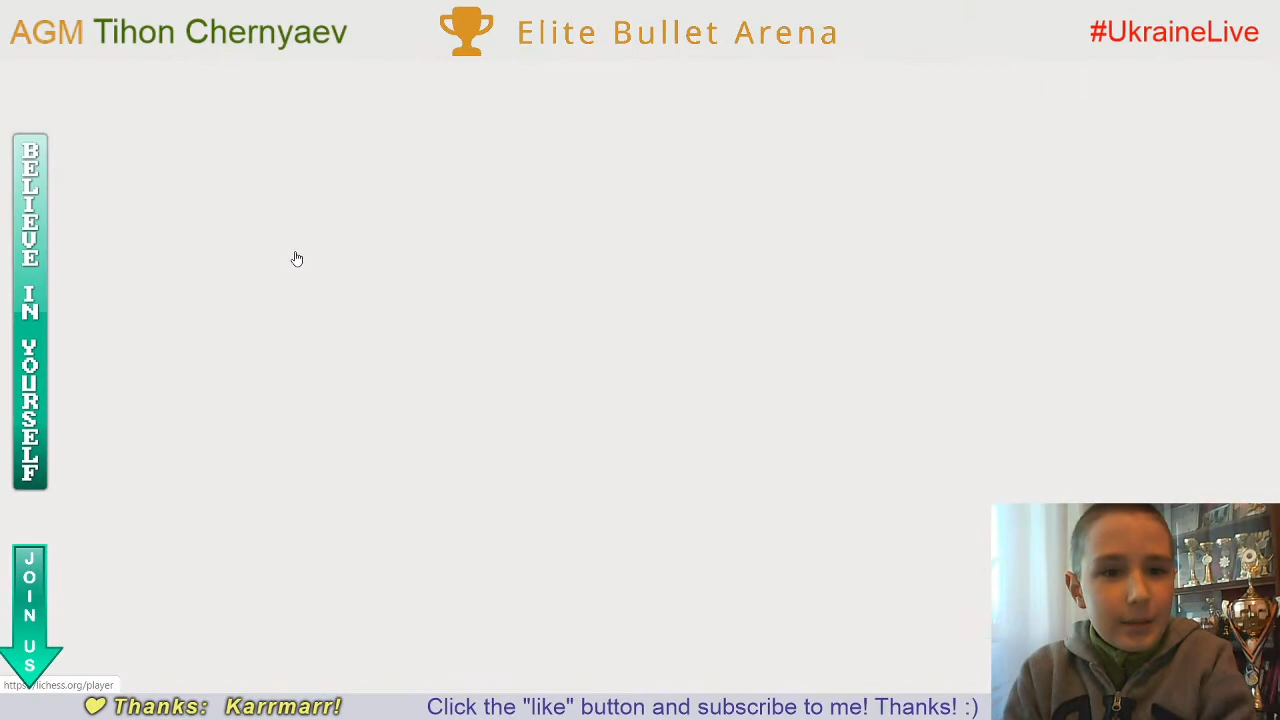 AGM Tihon Chernyaev
Elite Bullet Arena
#UkraineLive
BELIEVE IN YOURSELF
JOIN US
https://lichess.org/player
Thanks: Karrmarr!
Click the "like" button and subscribe to me! Thanks! :)